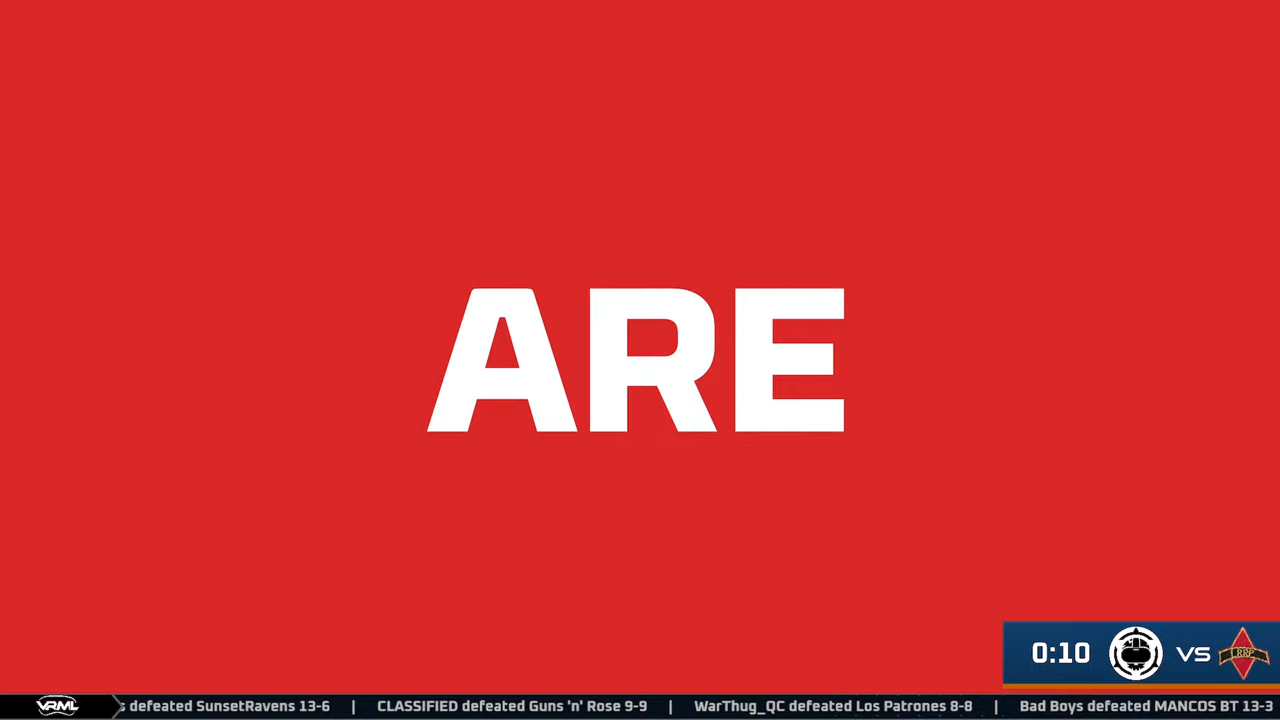 ARE
0:10 VS LRRP
VRML s defeated SunsetRavens 13-6 | CLASSIFIED defeated Guns 'n' Rose 9-9 | WarThug_QC defeated Los Patrones 8-8 | Bad Boys defeated MANCOS BT 13-3